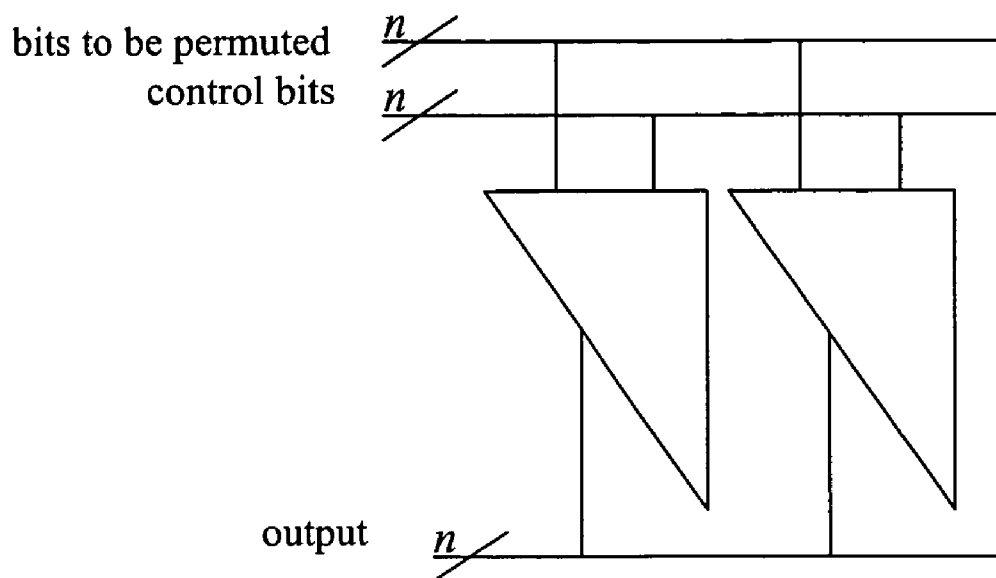 bits to be permuted n
control bits n
output n